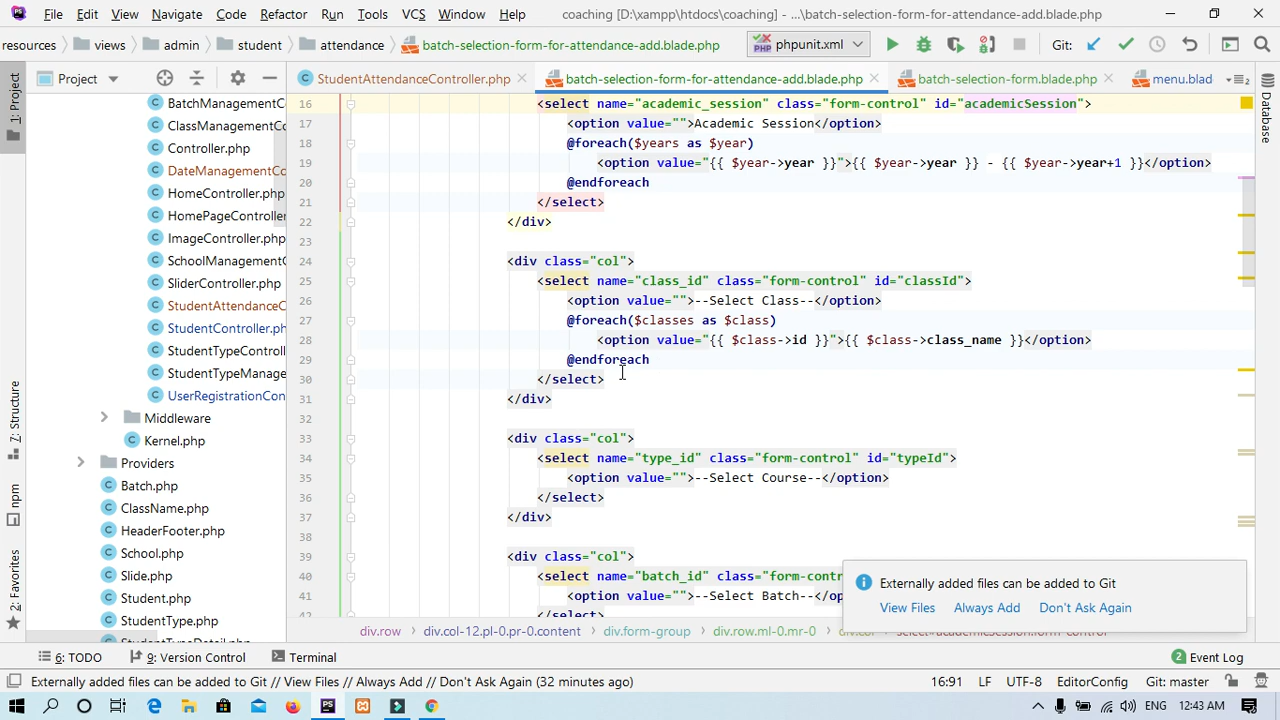 File Edit View Navigate Code Refactor Run Tools VCS Window Help coaching [D:\xampp\htdocs\coaching] - ...\batch-selection-form-for-attendance-add.blade.php
resources views admin student attendance batch-selection-form-for-attendance-add.blade.php phpunit.xml Git:
Project StudentAttendanceController.php batch-selection-form-for-attendance-add.blade.php batch-selection-form.blade.php menu.blad 2
1: Project
Z: Structure
npm
2: Favorites
Database
BatchManagementC
ClassManagementCo
Controller.php
DateManagementCo
HomeController.php
HomePageController
ImageController.php
SchoolManagement
SliderController.php
StudentAttendanceC
StudentController.ph
StudentTypeControll
StudentTypeManage
UserRegistrationCon
Middleware
Kernel.php
Providers
Batch.php
ClassName.php
HeaderFooter.php
School.php
Slide.php
Student.php
StudentType.php
StudentTypeDetail.php
16 <select name="academic_session" class="form-control" id="academicSession">
17 <option value="">Academic Session</option>
18 @foreach($years as $year)
19 <option value="{{ $year->year }}">{{ $year->year }} - {{ $year->year+1 }}</option>
20 @endforeach
21 </select>
22 </div>
23
24 <div class="col">
25 <select name="class_id" class="form-control" id="classId">
26 <option value="">--Select Class--</option>
27 @foreach($classes as $class)
28 <option value="{{ $class->id }}">{{ $class->class_name }}</option>
29 @endforeach
30 </select>
31 </div>
32
33 <div class="col">
34 <select name="type_id" class="form-control" id="typeId">
35 <option value="">--Select Course--</option>
36 </select>
37 </div>
38
39 <div class="col">
40 <select name="batch_id" class="form-contr
41 <option value="">--Select Batch--</op
42 </select>
Externally added files can be added to Git
View Files Always Add Don't Ask Again
div.row div.col-12.pl-0.pr-0.content div.form-group div.row.ml-0.mr-0 div.col select#academicSession.form-control
6: TODO 9: Version Control Terminal 2 Event Log
Externally added files can be added to Git // View Files // Always Add // Don't Ask Again (32 minutes ago) 16:91 LF UTF-8 EditorConfig Git: master
ENG 12:43 AM